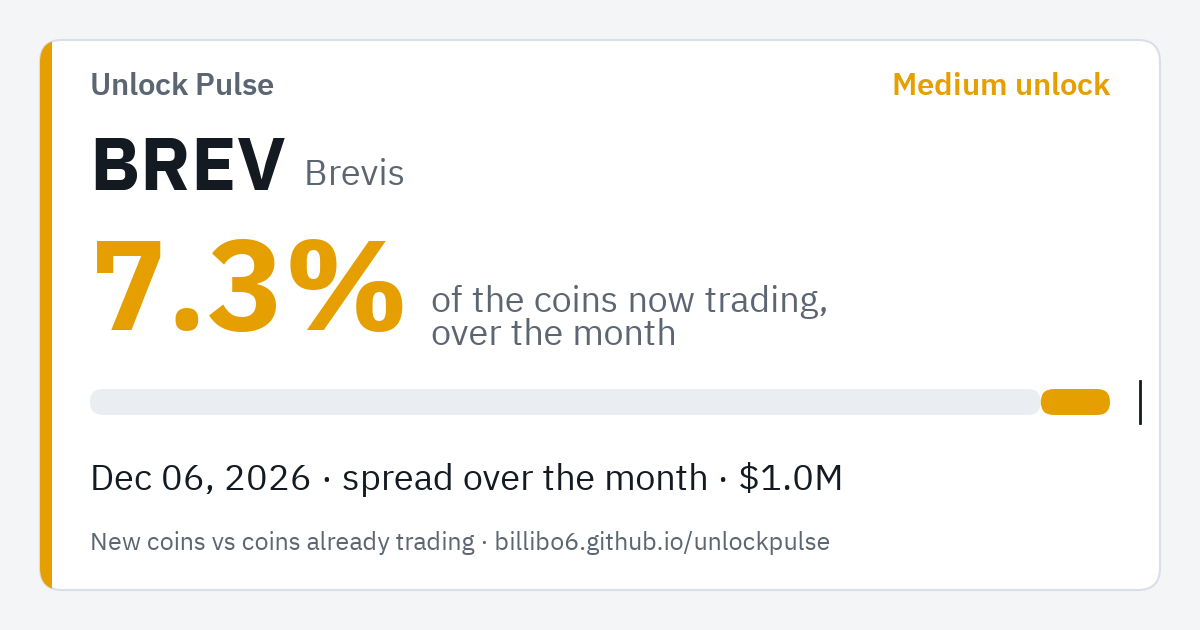 Unlock Pulse
Medium unlock
BREV Brevis
7.3% of the coins now trading,
over the month
Dec 06, 2026 · spread over the month · $1.0M
New coins vs coins already trading · billibo6.github.io/unlockpulse